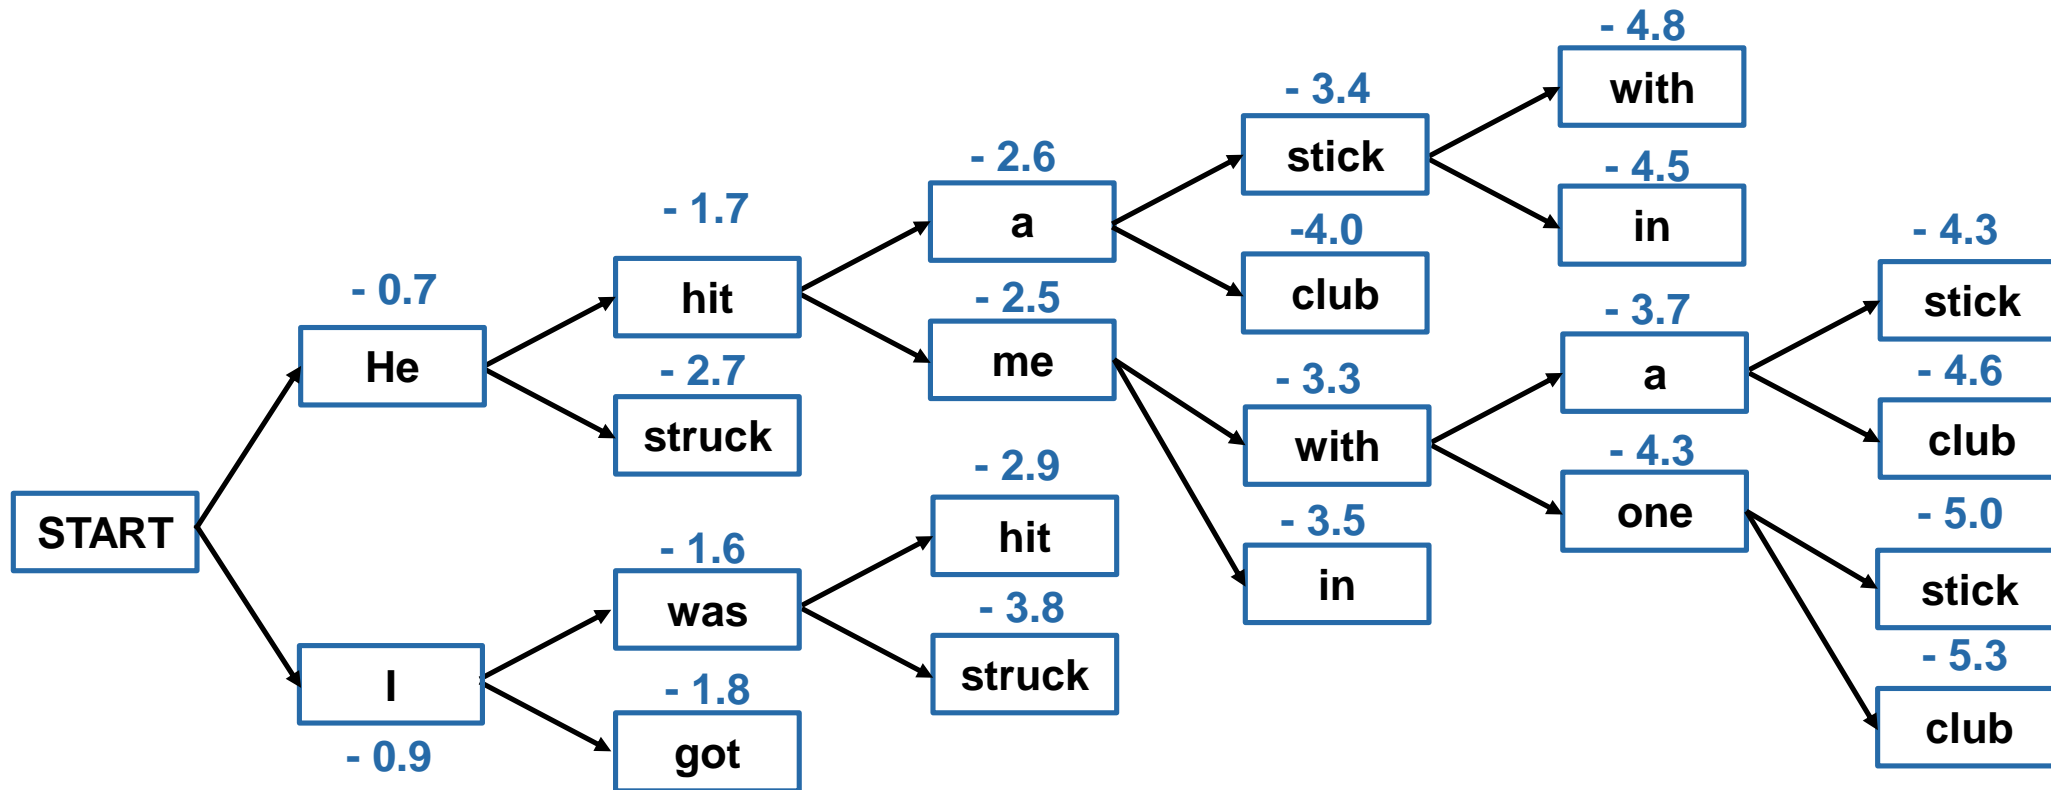 START
- 0.7
He
I
- 0.9
- 1.7
hit
- 2.7
struck
- 1.6
was
- 1.8
got
- 2.6
a
- 2.5
me
- 2.9
hit
- 3.8
struck
- 3.4
stick
-4.0
club
- 3.3
with
- 3.5
in
- 4.8
with
- 4.5
in
- 3.7
a
- 4.3
one
- 4.3
stick
- 4.6
club
- 5.0
stick
- 5.3
club